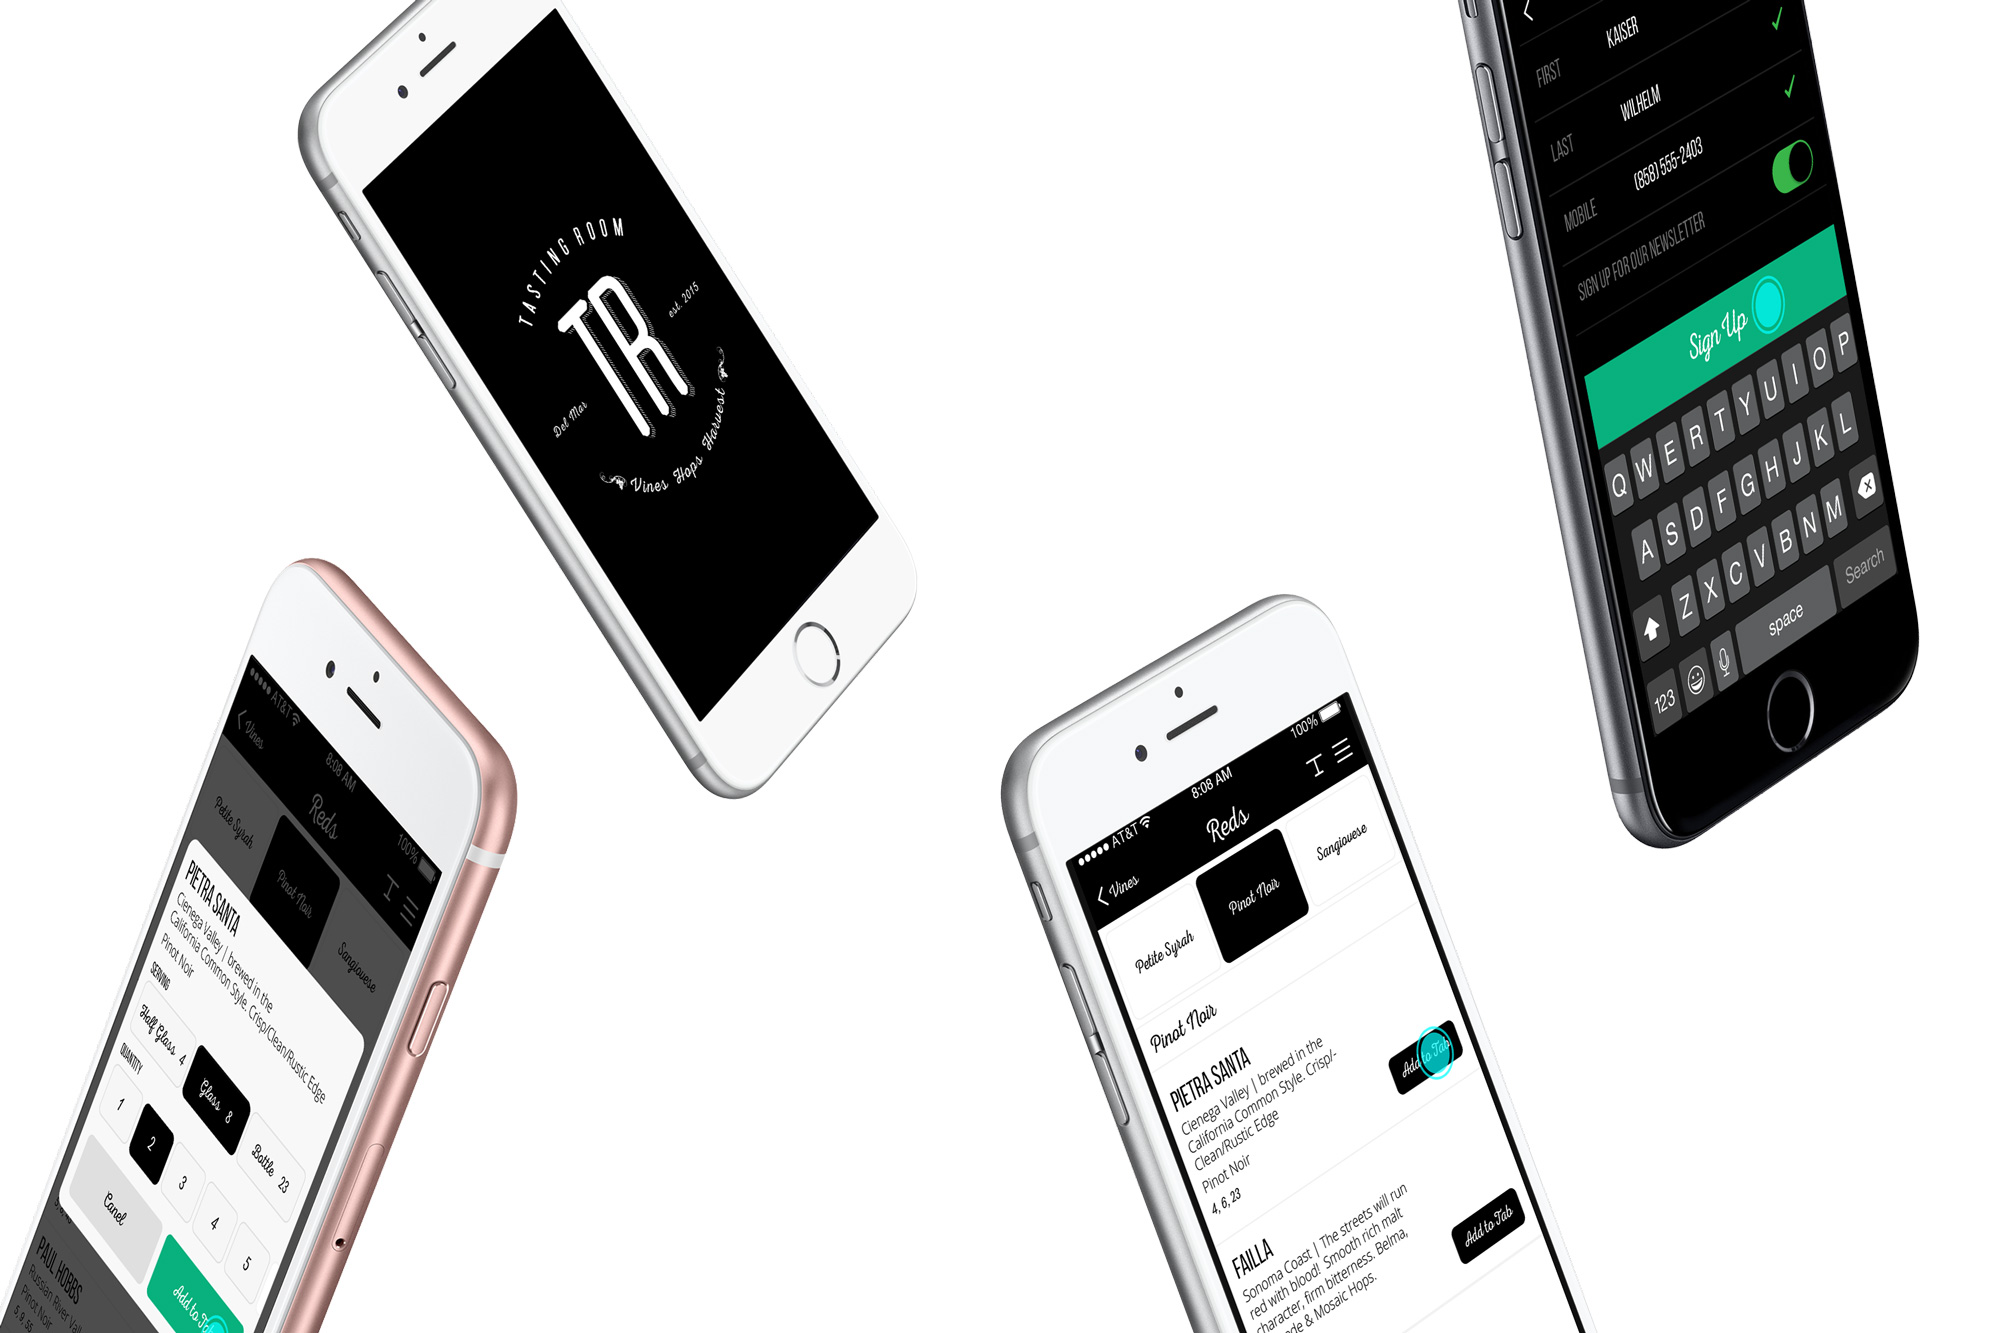 TASTING ROOM
TR
est. 2015
Del Mar
Vines Hops Harvest
KAISER
FIRST
WILHELM
LAST
(858) 555-2403
MOBILE
SIGN UP FOR OUR NEWSLETTER
Sign Up
Q W E R T Y U I O P
A S D F G H J K L
Z X C V B N M
123 space Search
AT&T 8:08 AM 100%
Vines Reds
Petite Syrah Pinot Noir Sangiovese
PIETRA SANTA
Cienega Valley | brewed in the
California Common Style. Crisp/Clean/Rustic Edge
Pinot Noir
SERVING
Half Glass 4 Glass 8 Bottle 23
QUANTITY
1 2 3 4 5
Canel Add to Tab
PAUL HOBBS
Russian River Vall
Pinot Noir
5, 9, 55
AT&T 8:08 AM 100%
Vines Reds
Petite Syrah Pinot Noir Sangiovese
Pinot Noir
PIETRA SANTA
Cienega Valley | brewed in the
California Common Style. Crisp/-
Clean/Rustic Edge
Pinot Noir
4, 6, 23
Add to Tab
FAILLA
Sonoma Coast | The streets will run
red with blood! Smooth rich malt
character, firm bitterness. Belma,
de & Mosaic Hops.
Add to Tab